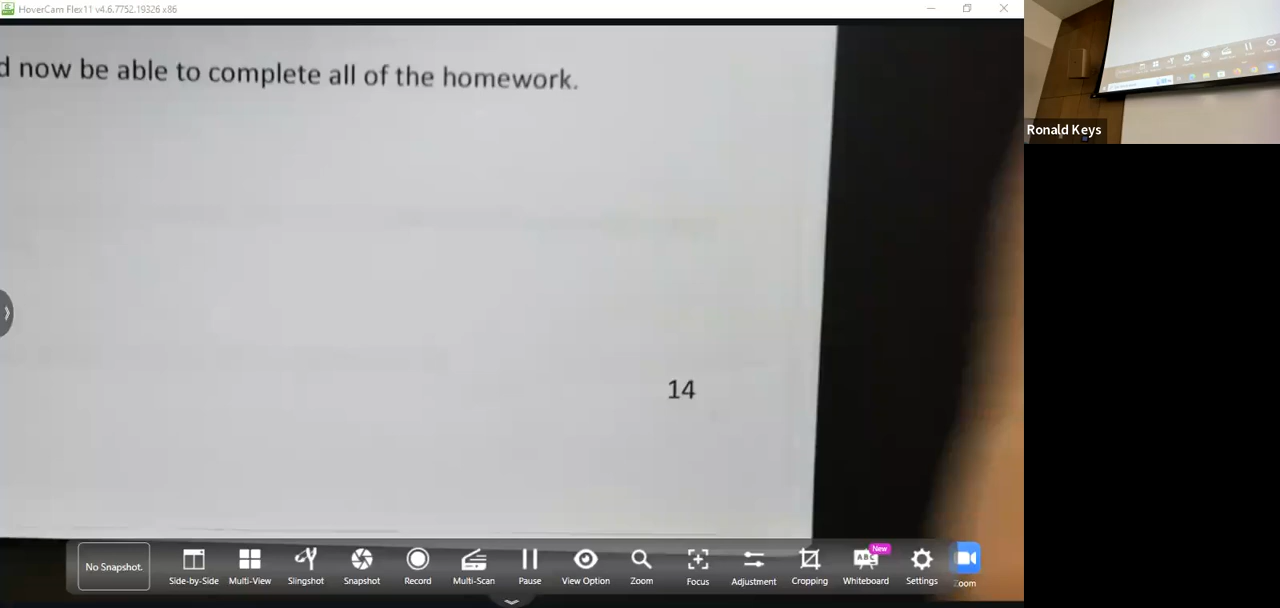 HoverCam Flex11 v4.6.7752.19326 x86
d now be able to complete all of the homework.
14
Ronald Keys
No Snapshot.
Side-by-Side
Multi-View
Slingshot
Snapshot
Record
Multi-Scan
Pause
View Option
Zoom
Focus
Adjustment
Cropping
ABC
New
Whiteboard
Settings
Zoom